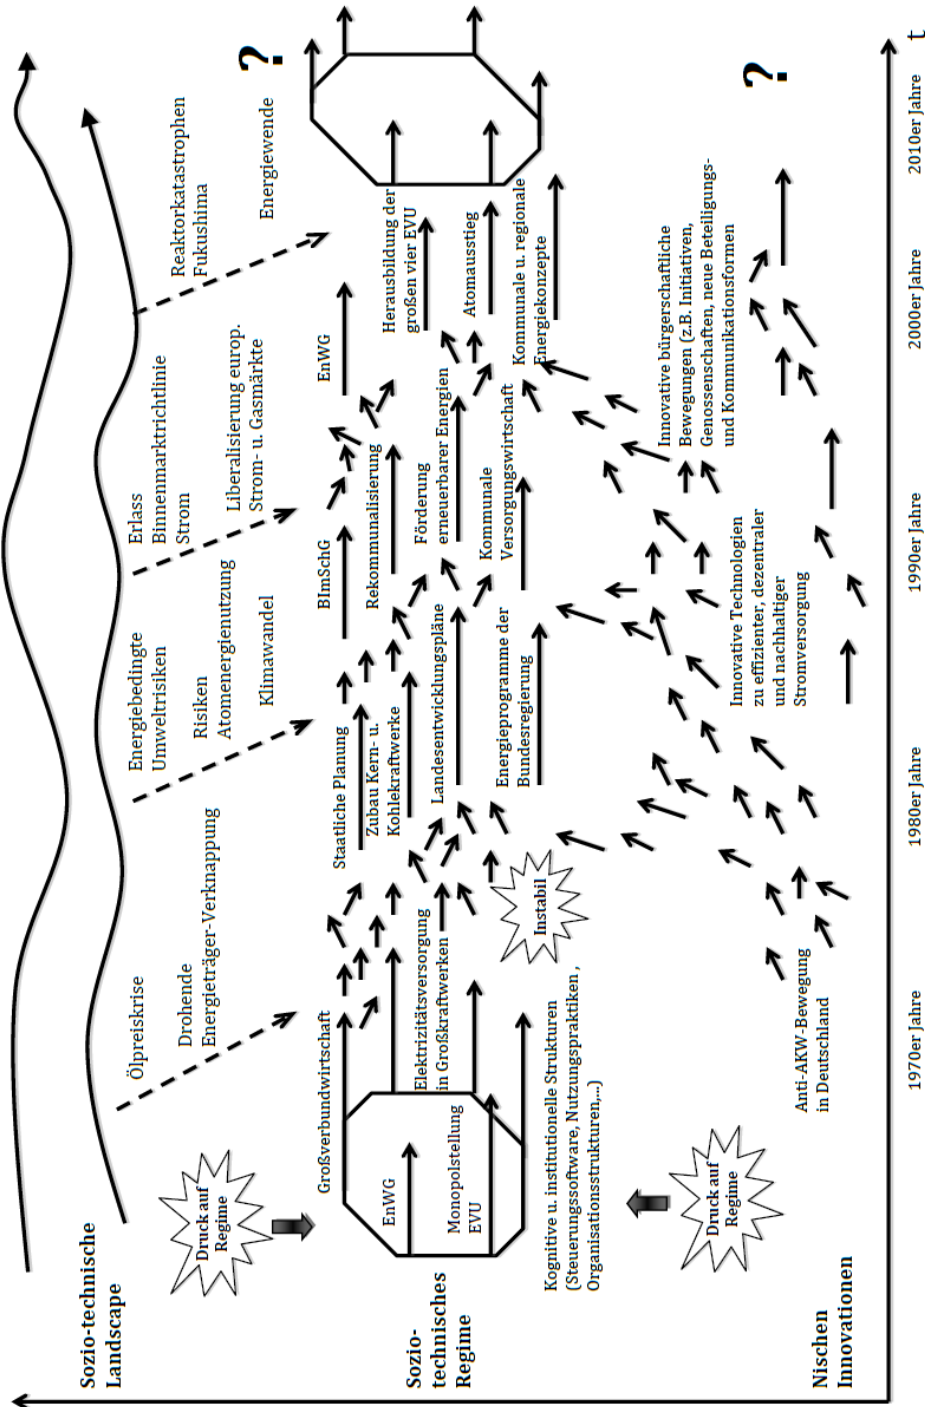 Sozio-technische
Landscape
Ölpreiskrise
Drohende
Energieträger-Verknappung
Energiebedingte
Umweltrisiken
Risiken
Atomenergienutzung
Klimawandel
Erlass
Binnenmarktrichtlinie
Strom
Liberalisierung europ.
Strom- u. Gasmärkte
Reaktorkatastrophen
Fukushima
Energiewende
?
Druck auf
Regime
Sozio-
technisches
Regime
EnWG
Monopolstellung
EVU
Großverbundwirtschaft
Elektrizitätsversorgung
in Großkraftwerken
Kognitive u. institutionelle Strukturen
(Steuerungssoftware, Nutzungspraktiken ,
Organisationsstrukturen,...)
Instabil
Staatliche Planung
Zubau Kern- u.
Kohlekraftwerke
Landesentwicklungspläne
Energieprogramme der
Bundesregierung
BImSchG
Rekommunalisierung
Förderung
erneuerbarer Energien
Kommunale
Versorgungswirtschaft
EnWG
Herausbildung der
großen vier EVU
Atomausstieg
Kommunale u. regionale
Energiekonzepte
Druck auf
Regime
Nischen
Innovationen
Anti-AKW-Bewegung
in Deutschland
Innovative Technologien
zu effizienter, dezentraler
und nachhaltiger
Stromversorgung
Innovative bürgerschaftliche
Bewegungen (z.B. Initiativen,
Genossenschaften, neue Beteiligungs-
und Kommunikationsformen
?
1970er Jahre
1980er Jahre
1990er Jahre
2000er Jahre
2010er Jahre
t